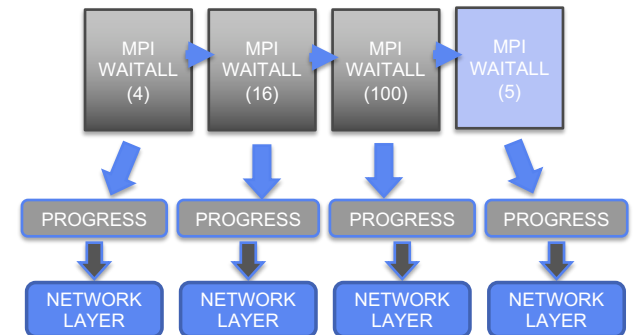 MPI
WAITALL
(4)
MPI
WAITALL
(16)
MPI
WAITALL
(100)
MPI
WAITALL
(5)
PROGRESS
PROGRESS
PROGRESS
PROGRESS
NETWORK
LAYER
NETWORK
LAYER
NETWORK
LAYER
NETWORK
LAYER